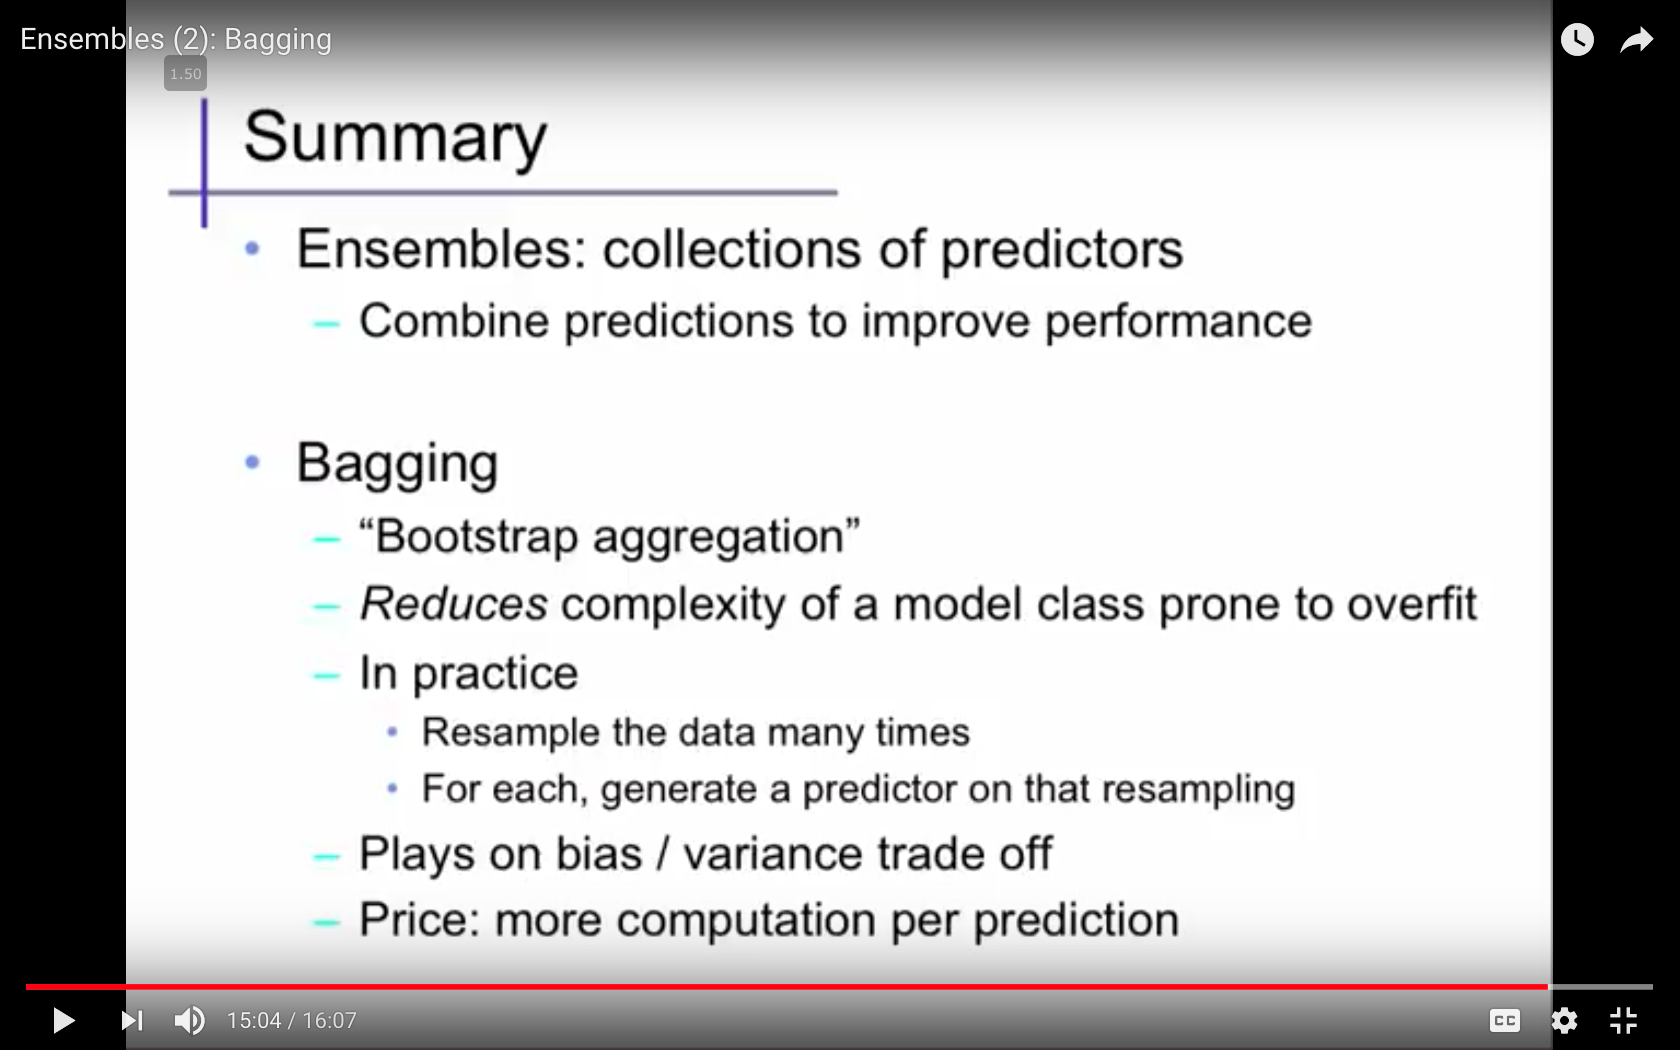 Ensembles (2): Bagging
1.50
Summary
• Ensembles: collections of predictors
– Combine predictions to improve performance
• Bagging
– “Bootstrap aggregation”
– Reduces complexity of a model class prone to overfit
– In practice
• Resample the data many times
• For each, generate a predictor on that resampling
– Plays on bias / variance trade off
– Price: more computation per prediction
15:04 / 16:07
CC